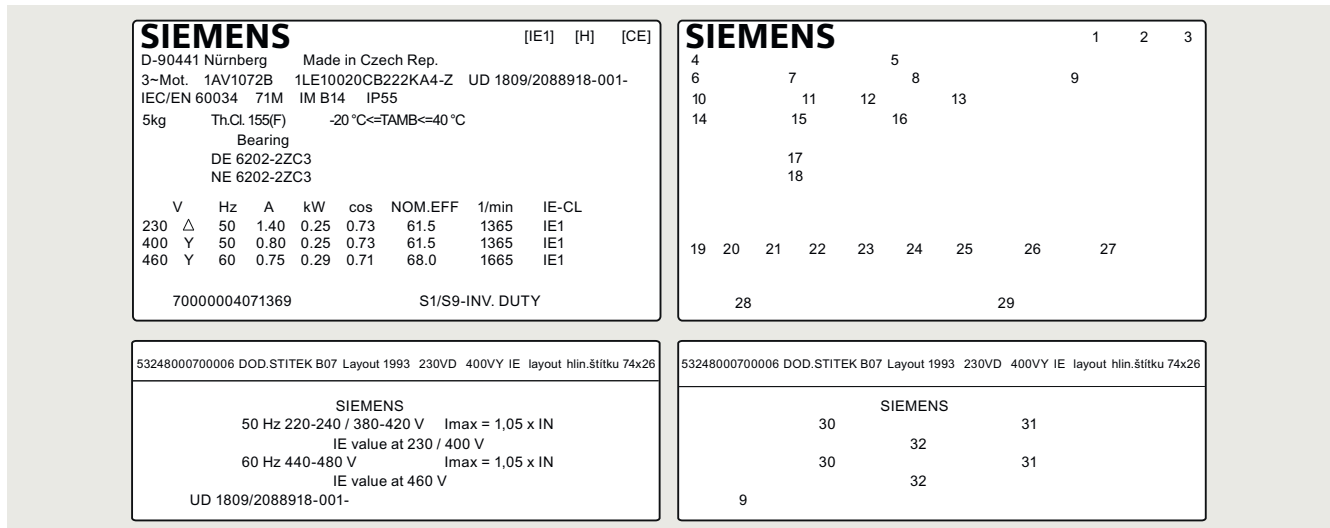 SIEMENS [IE1] [H] [CE]
D-90441 Nürnberg Made in Czech Rep.
3~Mot. 1AV1072B 1LE10020CB222KA4-Z UD 1809/2088918-001-
IEC/EN 60034 71M IM B14 IP55
5kg Th.Cl. 155(F) -20 °C<=TAMB<=40 °C
Bearing
DE 6202-2ZC3
NE 6202-2ZC3
V Hz A kW cos NOM.EFF 1/min IE-CL
230 △ 50 1.40 0.25 0.73 61.5 1365 IE1
400 Y 50 0.80 0.25 0.73 61.5 1365 IE1
460 Y 60 0.75 0.29 0.71 68.0 1665 IE1
70000004071369 S1/S9-INV. DUTY
SIEMENS 1 2 3
4 5
6 7 8 9
10 11 12 13
14 15 16
17
18
19 20 21 22 23 24 25 26 27
28 29
53248000700006 DOD.STITEK B07 Layout 1993 230VD 400VY IE layout hlin.štítku 74x26
SIEMENS
50 Hz 220-240 / 380-420 V Imax = 1,05 x IN
IE value at 230 / 400 V
60 Hz 440-480 V Imax = 1,05 x IN
IE value at 460 V
UD 1809/2088918-001-
53248000700006 DOD.STITEK B07 Layout 1993 230VD 400VY IE layout hlin.štítku 74x26
SIEMENS
30 31
32
30 31
32
9